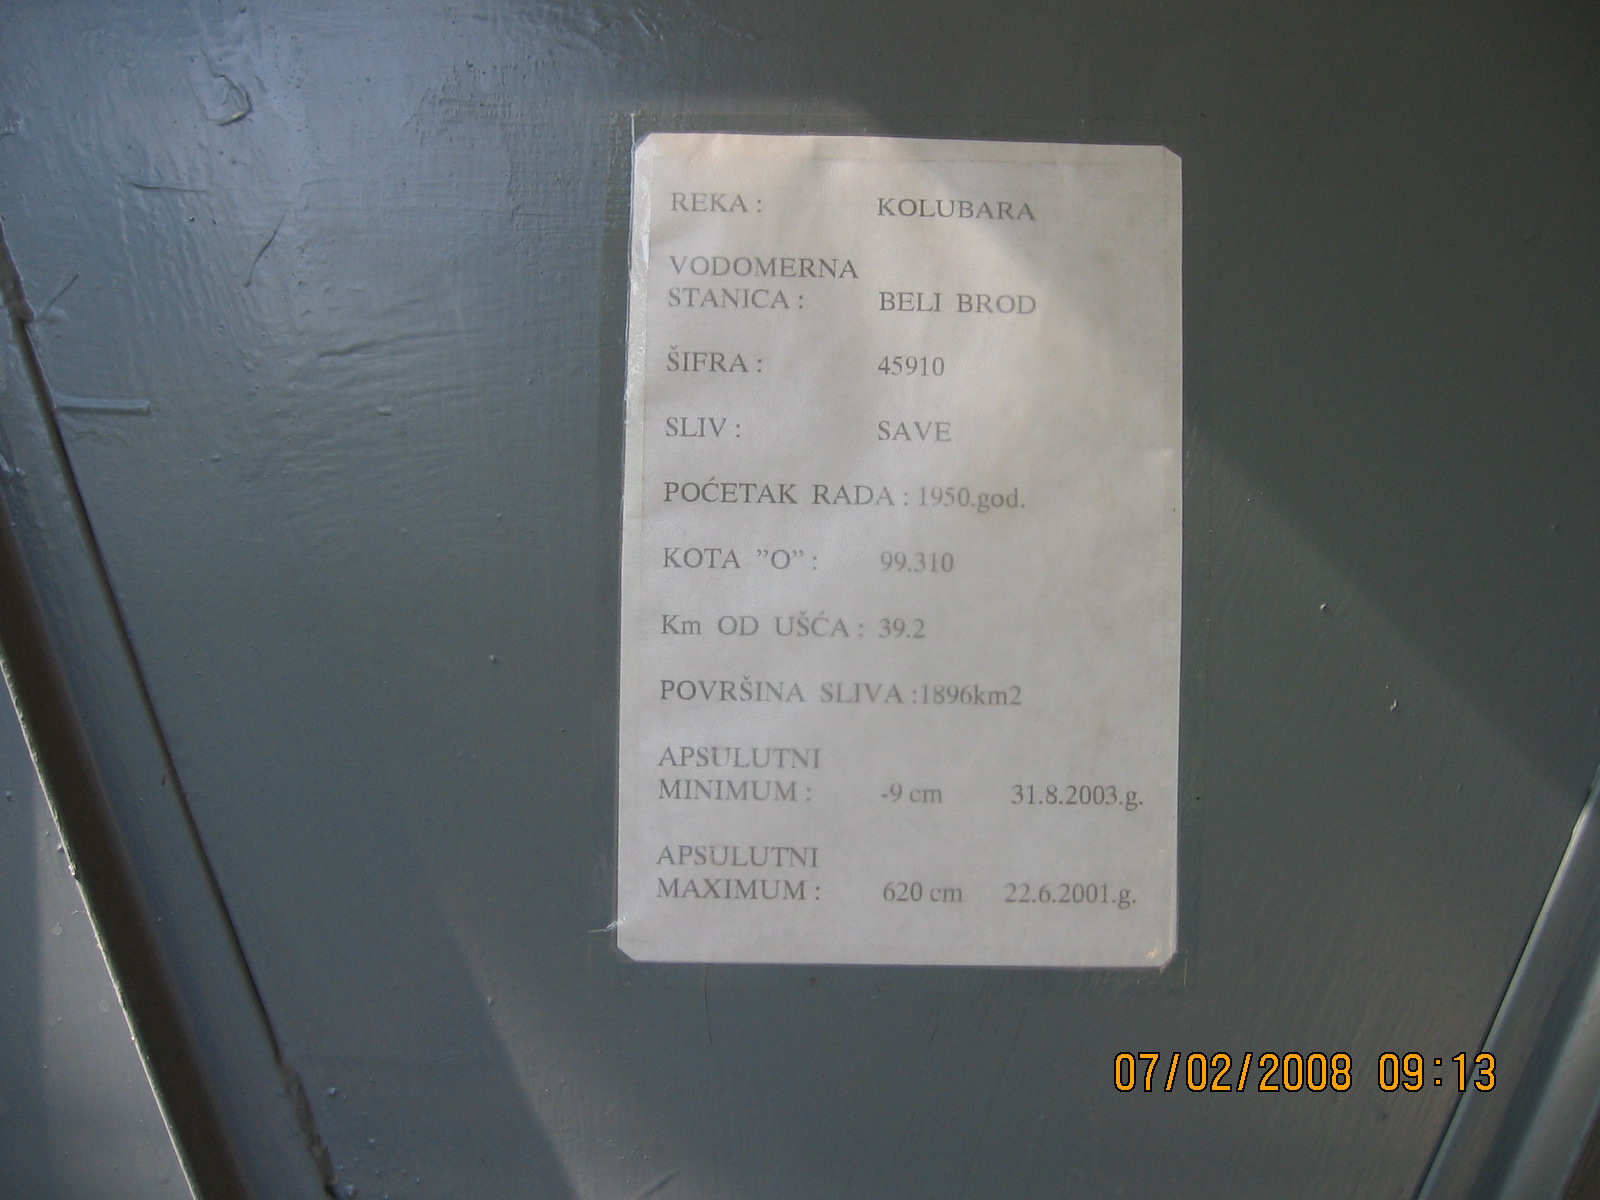 REKA : KOLUBARA
VODOMERNA
STANICA : BELI BROD
ŠIFRA : 45910
SLIV : SAVE
POĆETAK RADA : 1950.god.
KOTA ”O” : 99.310
Km OD UŠĆA : 39.2
POVRŠINA SLIVA :1896km2
APSULUTNI
MINIMUM : -9 cm 31.8.2003.g.
APSULUTNI
MAXIMUM : 620 cm 22.6.2001.g.
07/02/2008 09:13